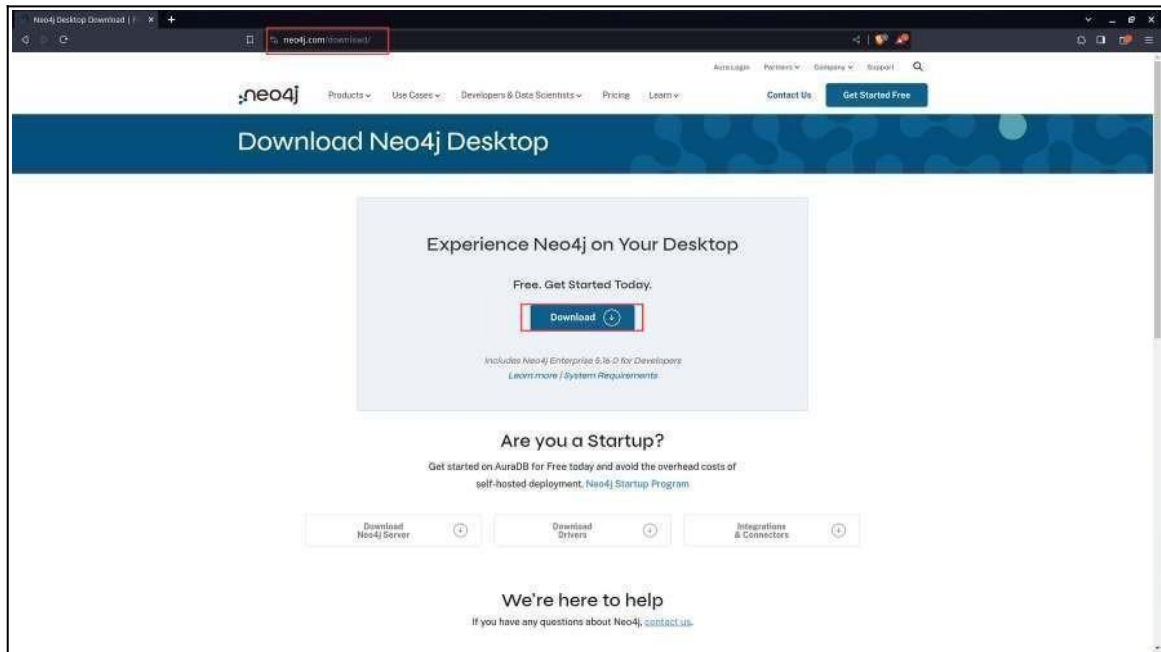 Neo4j Desktop Download |
neo4j.com/download/
Aura Login Partners Company Support
:neo4j Products Use Cases Developers & Data Scientists Pricing Learn Contact Us Get Started Free
Download Neo4j Desktop
Experience Neo4j on Your Desktop
Free. Get Started Today.
Download
Includes Neo4j Enterprise 5.16.0 for Developers
Learn more | System Requirements
Are you a Startup?
Get started on AuraDB for Free today and avoid the overhead costs of
self-hosted deployment. Neo4j Startup Program
Download
Neo4j Server
Download
Drivers
Integrations
& Connectors
We're here to help
If you have any questions about Neo4j, contact us.